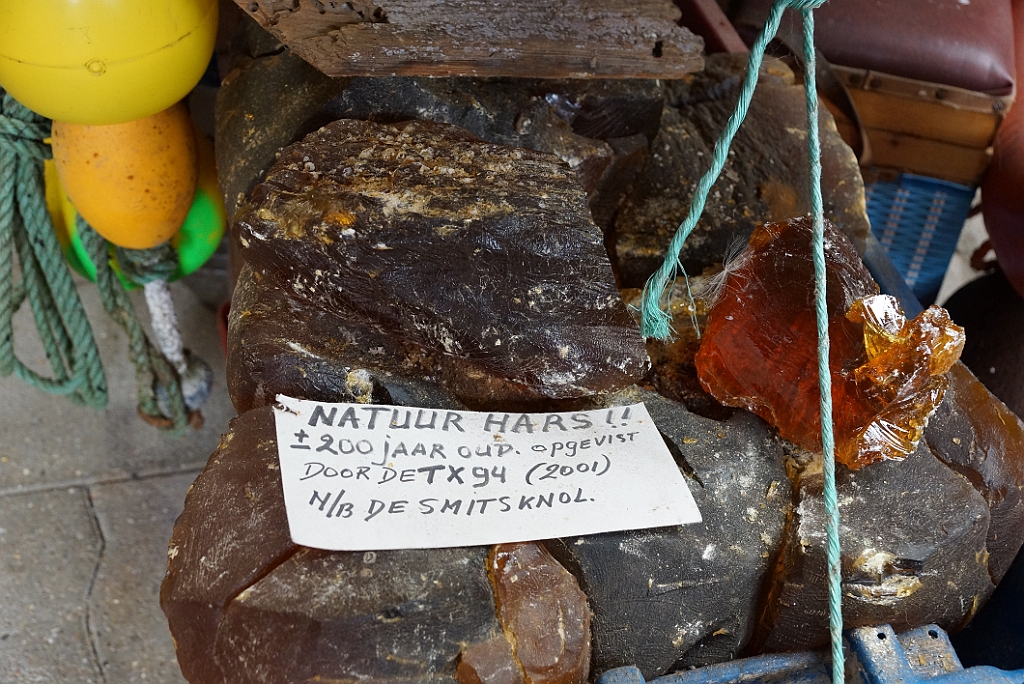 NATUUR HARS !!
± 200 JAAR OUD. OPGEVIST
DOOR DE TX 94 (2001)
N/B DE SMITSKNOL.